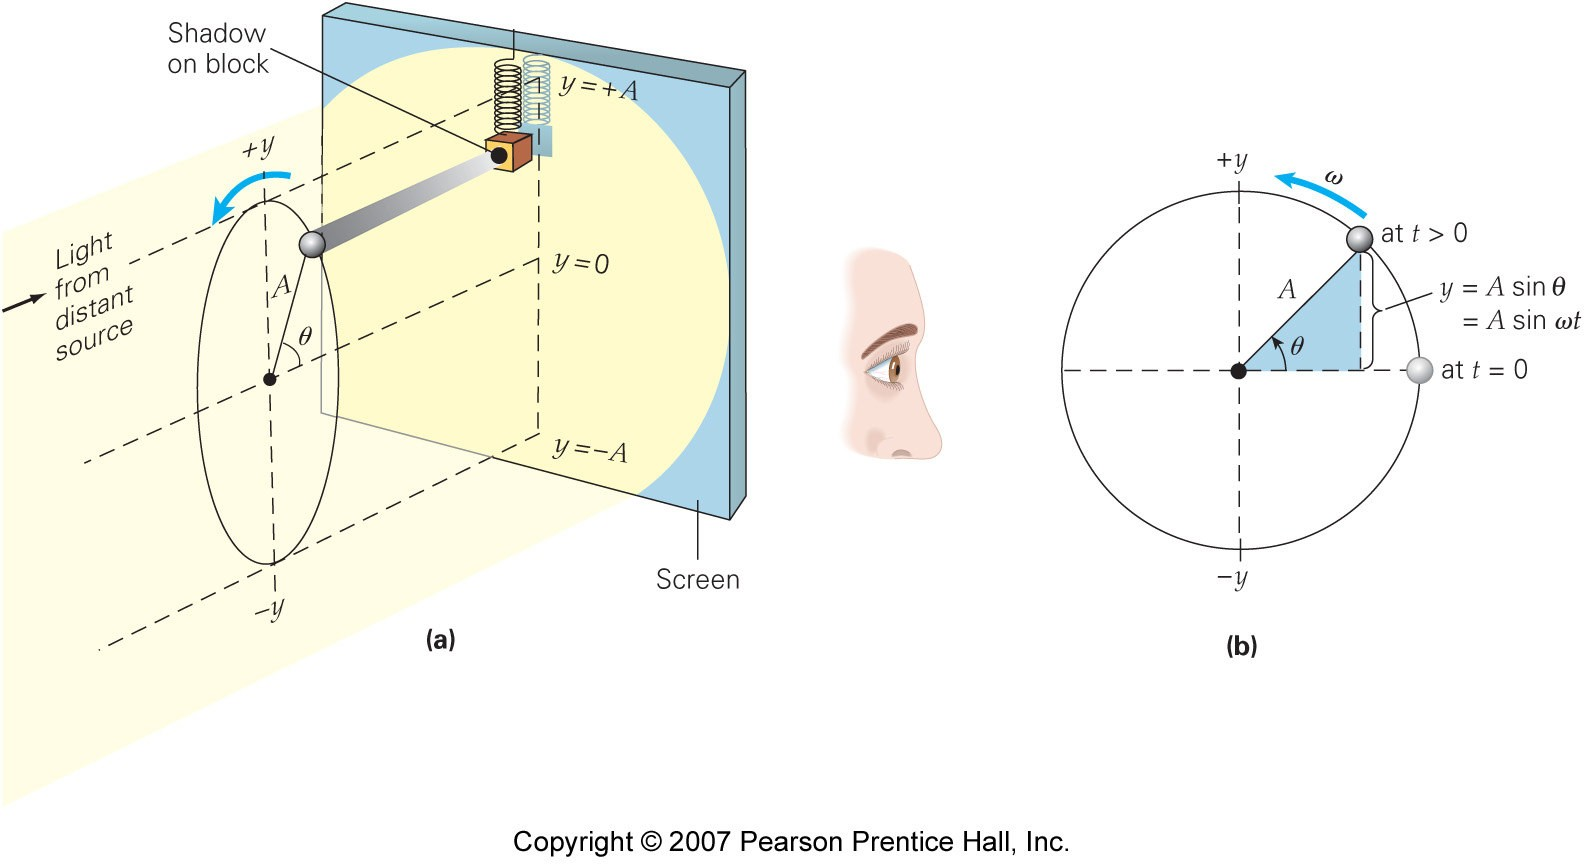 Shadow
on block
y = +A
+y
Light
from
distant
source
A
θ
y = 0
y = −A
−y
Screen
(a)
+y
ω
at t > 0
A
y = A sin θ
= A sin ωt
θ
at t = 0
−y
(b)
Copyright © 2007 Pearson Prentice Hall, Inc.